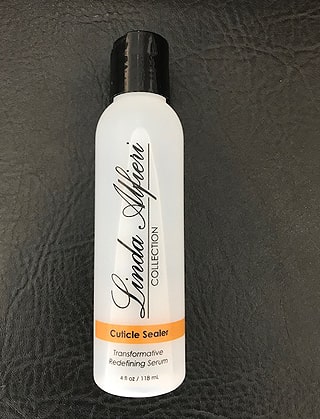 Linda Alfieri
COLLECTION
Cuticle Sealer
Transformative
Redefining Serum
4 fl oz / 118 mL